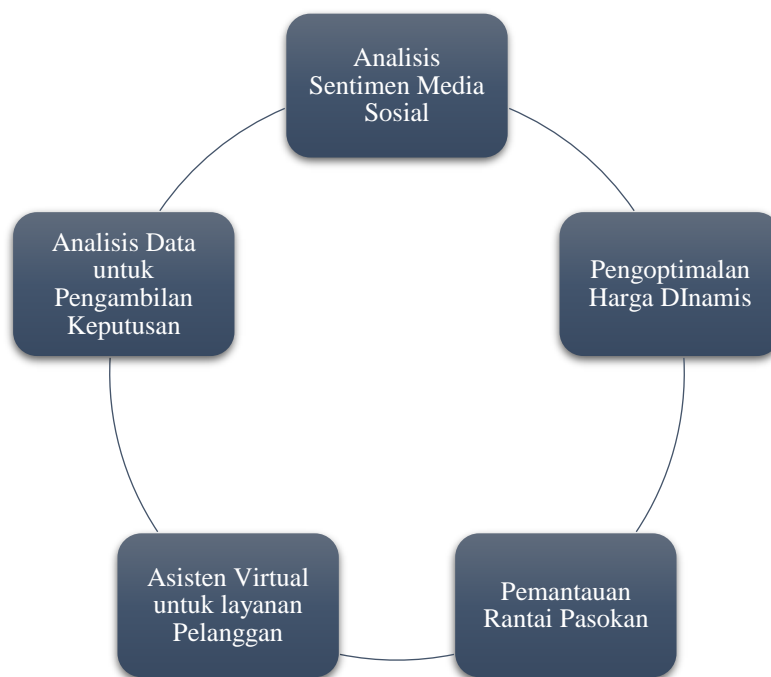 Analisis
Sentimen Media
Sosial
Pengoptimalan
Harga DInamis
Pemantauan
Rantai Pasokan
Asisten Virtual
untuk layanan
Pelanggan
Analisis Data
untuk
Pengambilan
Keputusan